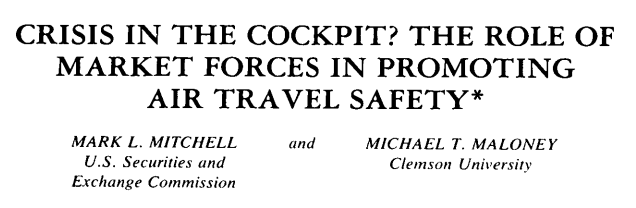 CRISIS IN THE COCKPIT? THE ROLE OF
MARKET FORCES IN PROMOTING
AIR TRAVEL SAFETY*
MARK L. MITCHELL and MICHAEL T. MALONEY
U.S. Securities and Clemson University
Exchange Commission